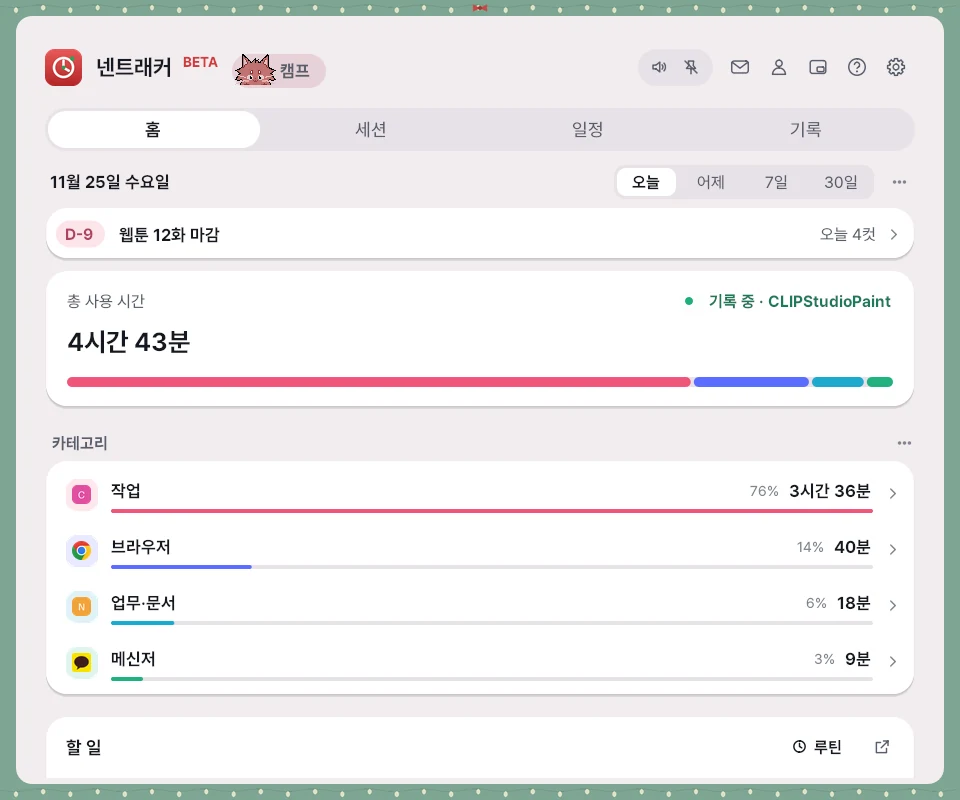 넨트래커 BETA 캠프
홈 세션 일정 기록
11월 25일 수요일 오늘 어제 7일 30일
D-9 웹툰 12화 마감 오늘 4컷
총 사용 시간 기록 중 · CLIPStudioPaint
4시간 43분
카테고리
C 작업 76% 3시간 36분
브라우저 14% 40분
N 업무·문서 6% 18분
메신저 3% 9분
할 일 루틴